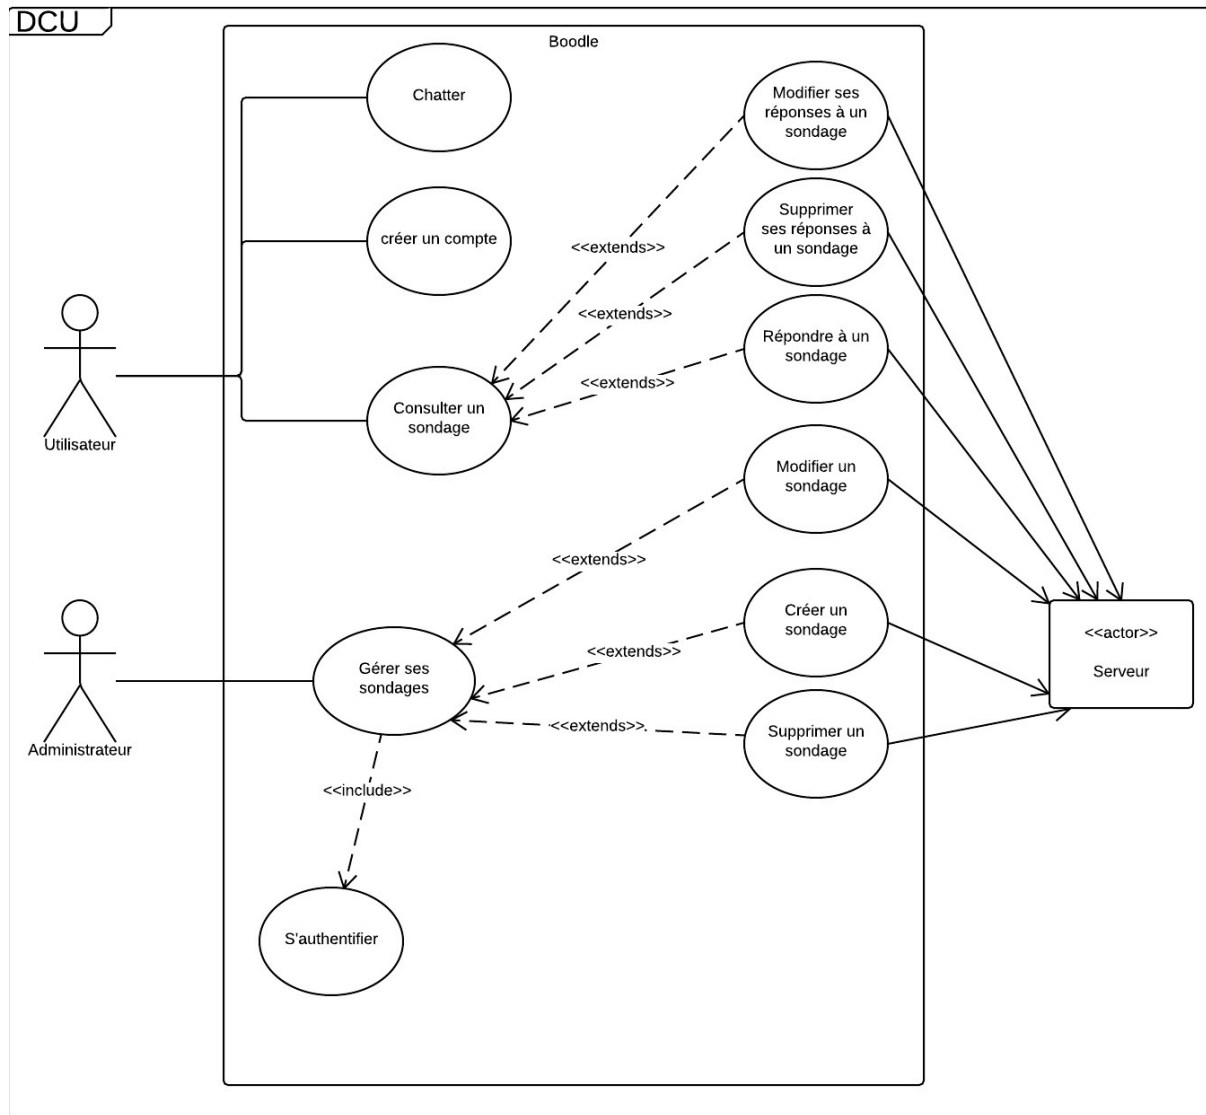 DCU
Boodle
Chatter
Modifier ses
réponses à un
sondage
Supprimer
ses réponses à
un sondage
créer un compte
<<extends>>
<<extends>>
Répondre à un
sondage
<<extends>>
Consulter un
sondage
Utilisateur
Modifier un
sondage
<<extends>>
Créer un
sondage
<<actor>>
Serveur
<<extends>>
Gérer ses
sondages
<<extends>>
Supprimer un
sondage
Administrateur
<<include>>
S'authentifier